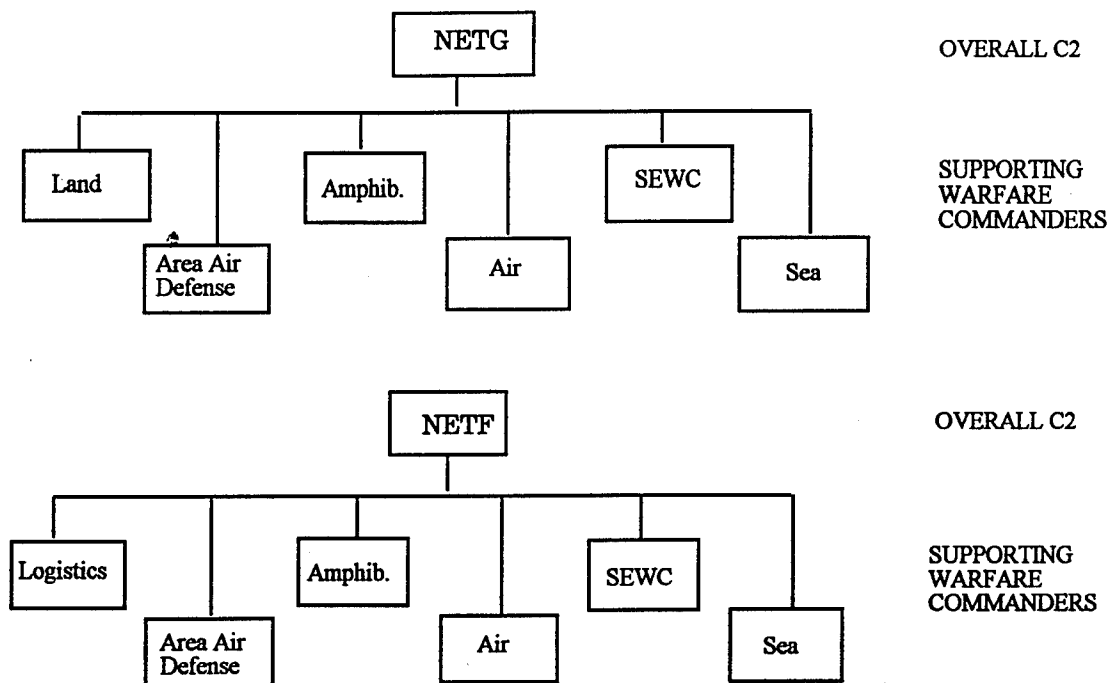 NETG
OVERALL C2
Land
Amphib.
SEWC
SUPPORTING
WARFARE
COMMANDERS
Area Air
Defense
Air
Sea
NETF
OVERALL C2
Logistics
Amphib.
SEWC
SUPPORTING
WARFARE
COMMANDERS
Area Air
Defense
Air
Sea